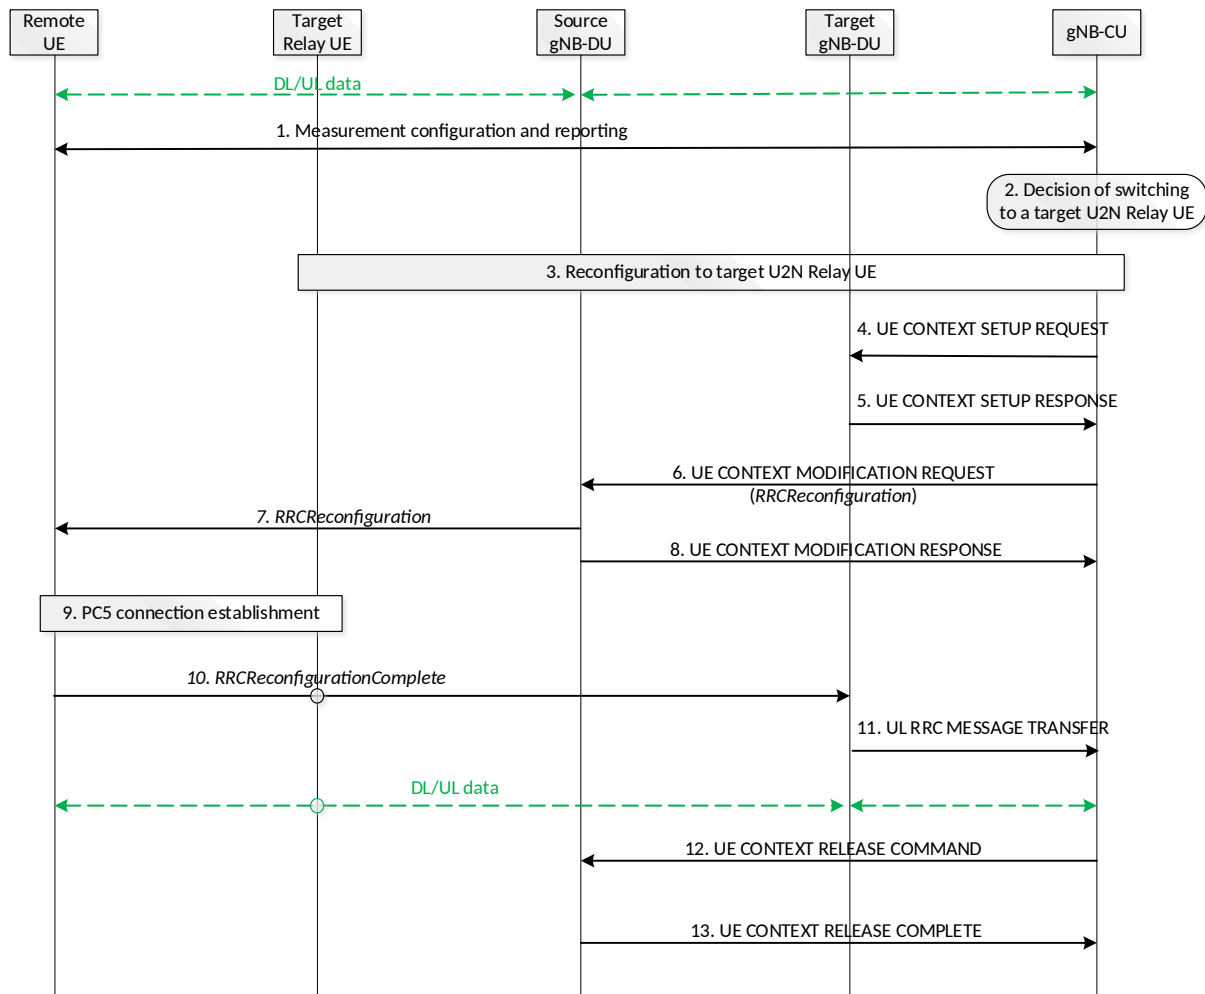 Remote
UE
Target
Relay UE
Source
gNB-DU
Target
gNB-DU
gNB-CU
DL/UL data
1. Measurement configuration and reporting
2. Decision of switching
to a target U2N Relay UE
3. Reconfiguration to target U2N Relay UE
4. UE CONTEXT SETUP REQUEST
5. UE CONTEXT SETUP RESPONSE
6. UE CONTEXT MODIFICATION REQUEST
(RRCReconfiguration)
7. RRCReconfiguration
8. UE CONTEXT MODIFICATION RESPONSE
9. PC5 connection establishment
10. RRCReconfigurationComplete
11. UL RRC MESSAGE TRANSFER
DL/UL data
12. UE CONTEXT RELEASE COMMAND
13. UE CONTEXT RELEASE COMPLETE